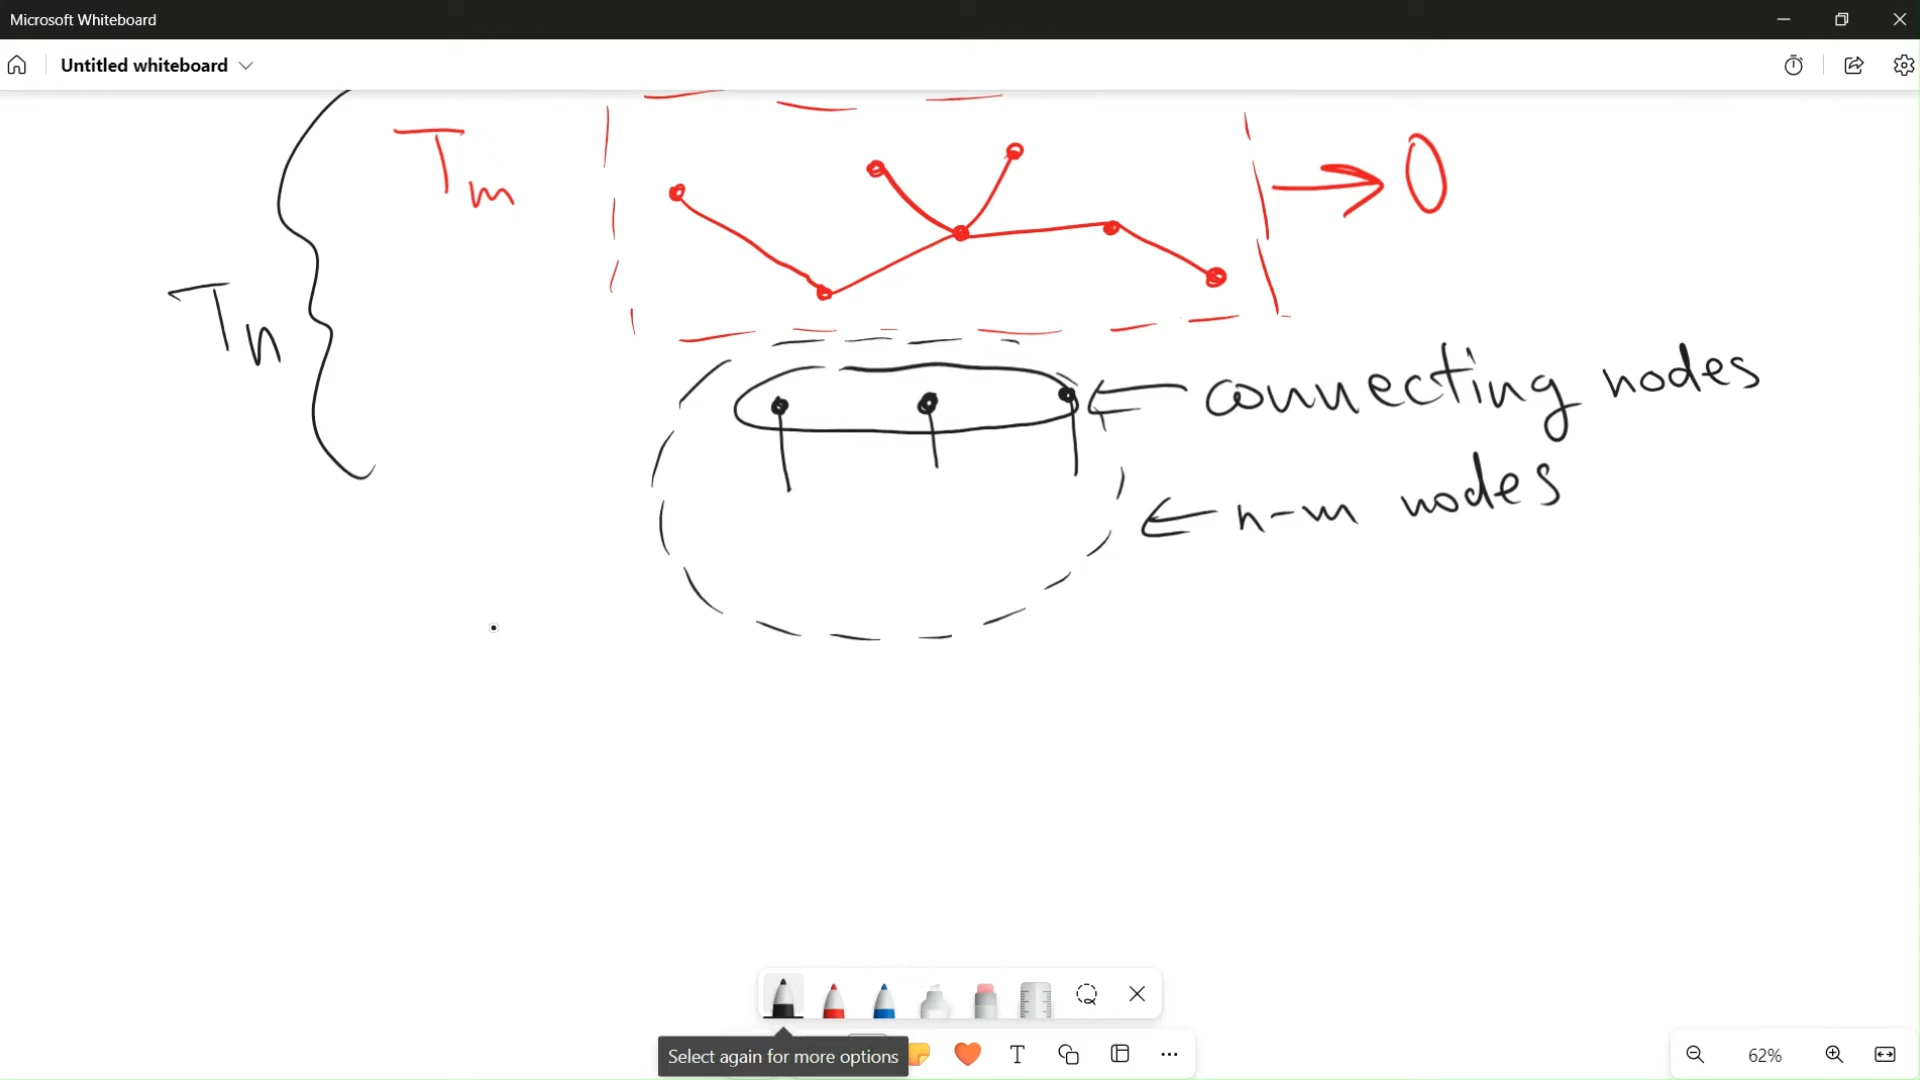 Microsoft Whiteboard
Untitled whiteboard
Tm
→ 0
Tn
← connecting nodes
← n-m nodes
Select again for more options
62%